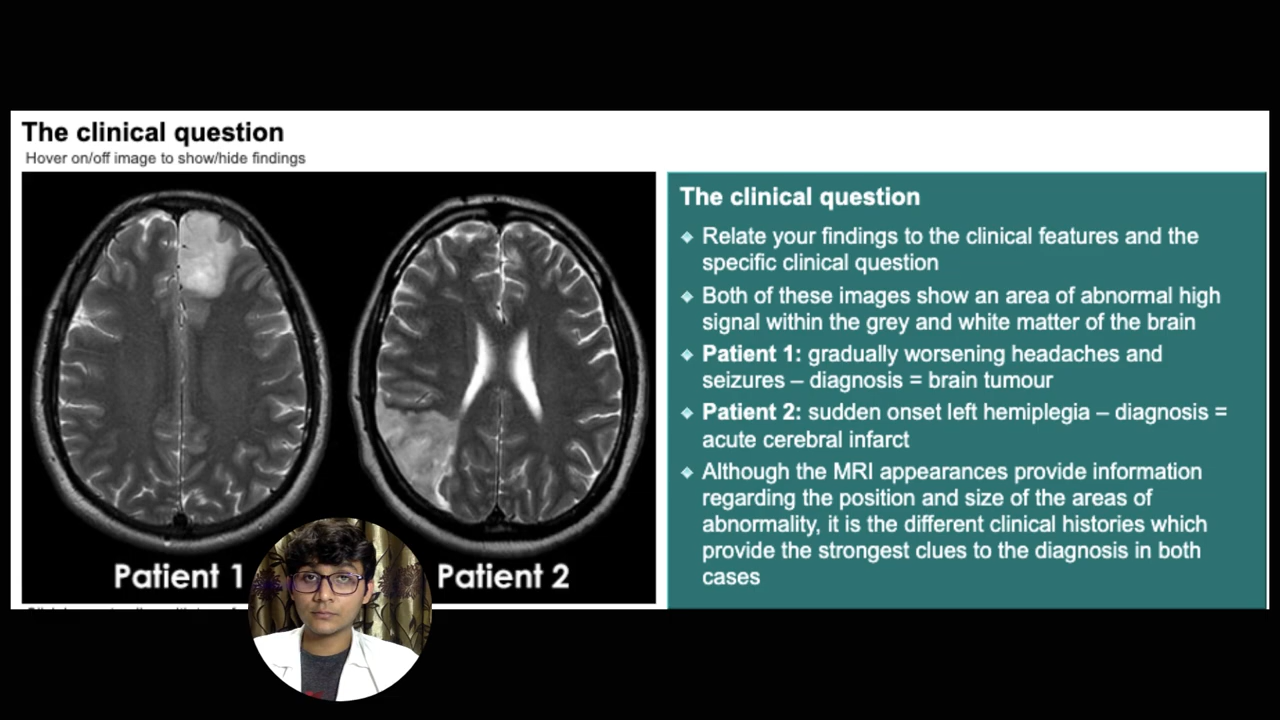 The clinical question
Hover on/off image to show/hide findings
Patient 1
Patient 2
The clinical question
❖ Relate your findings to the clinical features and the
specific clinical question
❖ Both of these images show an area of abnormal high
signal within the grey and white matter of the brain
❖ Patient 1: gradually worsening headaches and
seizures – diagnosis = brain tumour
❖ Patient 2: sudden onset left hemiplegia – diagnosis =
acute cerebral infarct
❖ Although the MRI appearances provide information
regarding the position and size of the areas of
abnormality, it is the different clinical histories which
provide the strongest clues to the diagnosis in both
cases